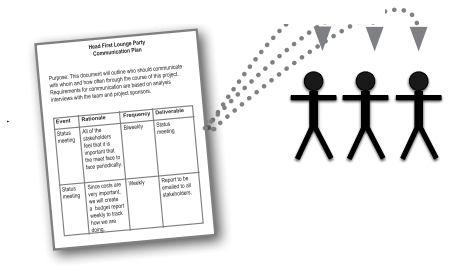 Head First Lounge Party
Communication Plan
Purpose: This document will outline who should communicate
with whom and how often through the course of this project.
Requirements for communication are based on analysis,
interviews with the team and project sponsors.
Event Rationale Frequency Deliverable
Status
meeting
All of the
stakeholders
feel that it is
important that
the meet face to
face periodically.
Biweekly
Status
meeting
Status
meeting
Since costs are
very important,
we will create
a budget report
weekly to track
how we are
doing.
Weekly
Report to be
emailed to all
stakeholders.